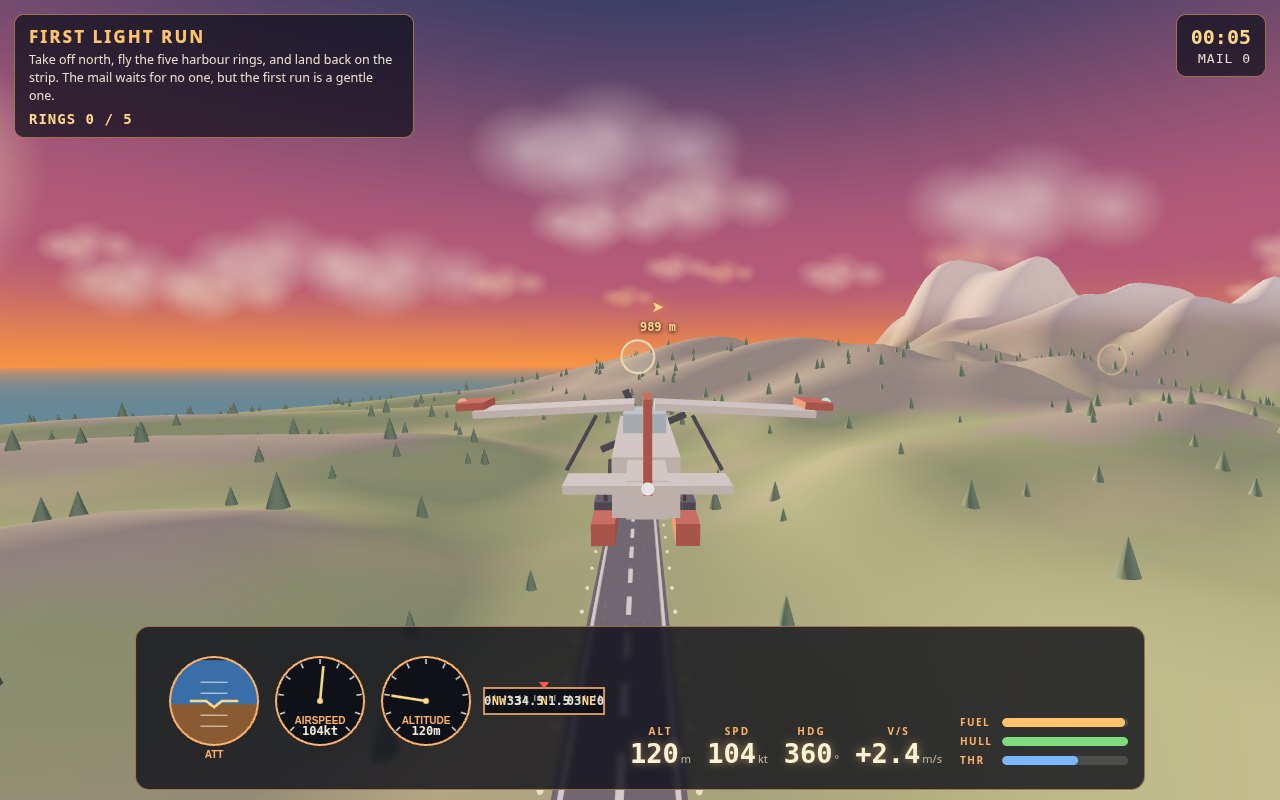 FIRST LIGHT RUN
Take off north, fly the five harbour rings, and land back on the
strip. The mail waits for no one, but the first run is a gentle
one.
RINGS 0 / 5
00:05
MAIL 0
989 m
AIRSPEED
104kt
ALTITUDE
120m
ATT
ALT SPD HDG V/S
120 m 104 kt 360 ° +2.4 m/s
FUEL
HULL
THR